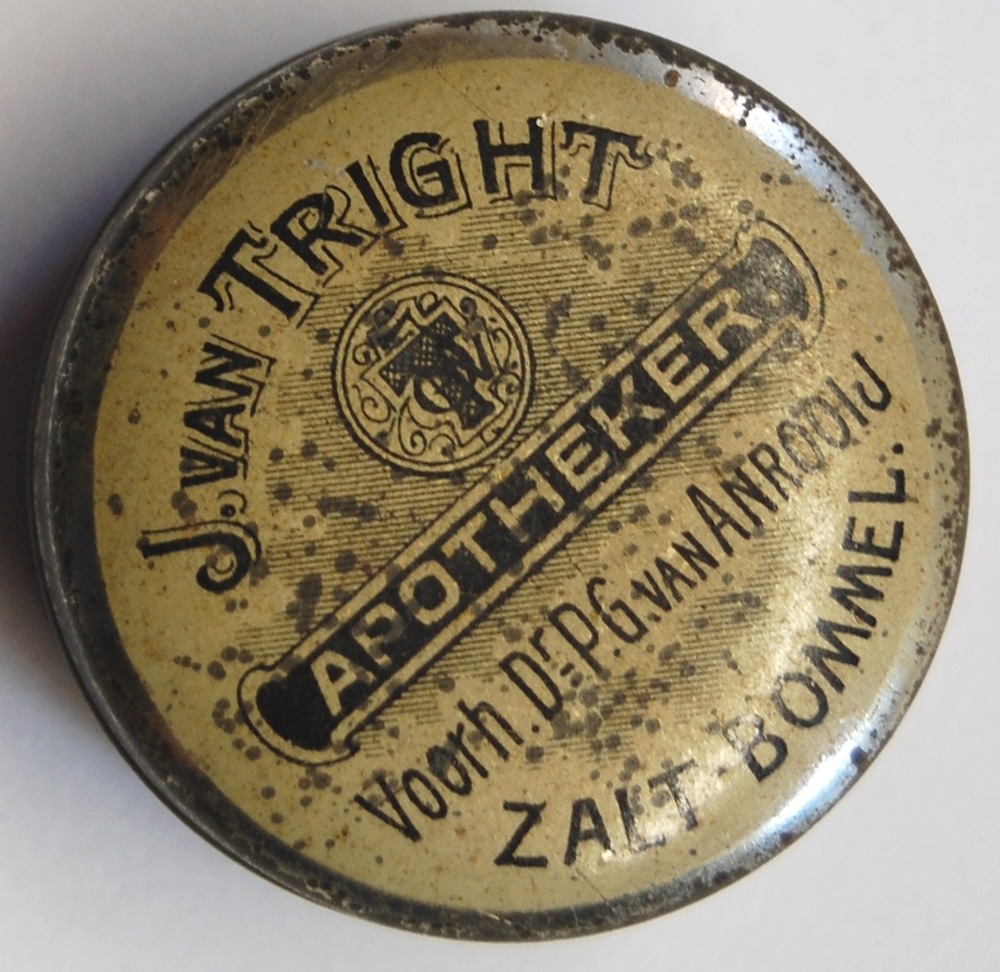 J. VAN TRIGHT
APOTHEKER
Voorh. Dr. P.G. VAN ANROOIJ
ZALT-BOMMEL.